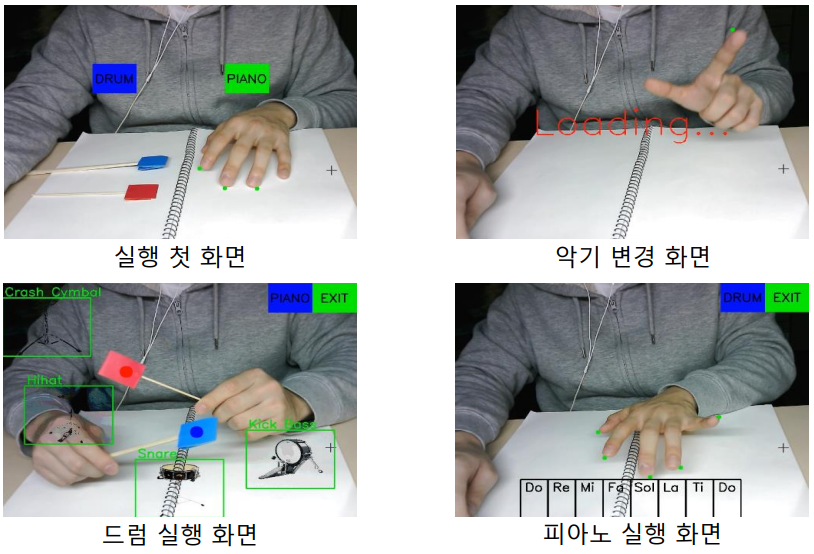 DRUM PIANO
실행 첫 화면
Loading...
악기 변경 화면
Crash Cymbal
PIANO EXIT
Hihat
Kick Bass
Snare
드럼 실행 화면
DRUM EXIT
Do Re Mi Fa Sol La Ti Do
피아노 실행 화면